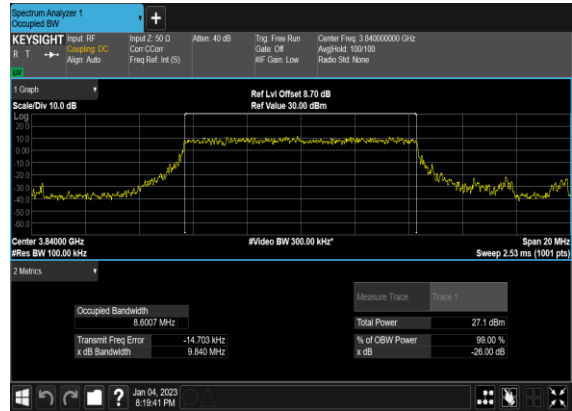 Spectrum Analyzer 1
Occupied BW
+
KEYSIGHT Input: RF Input Z: 50 Ω Atten: 40 dB Trig: Free Run Center Freq: 3.840000000 GHz
R T Coupling: DC Corr CCorr Gate: Off Avg|Hold: 100/100
Align: Auto Freq Ref: Int (S) #IF Gain: Low Radio Std: None
1 Graph
Ref Lvl Offset 8.70 dB
Scale/Div 10.0 dB Ref Value 30.00 dBm
Log
20.0
10.0
0.00
-10.0
-20.0
-30.0
-40.0
-50.0
-60.0
Center 3.84000 GHz #Video BW 300.00 kHz* Span 20 MHz
#Res BW 100.00 kHz Sweep 2.53 ms (1001 pts)
2 Metrics
Measure Trace Trace 1
Occupied Bandwidth
8.6007 MHz Total Power 27.1 dBm
Transmit Freq Error -14.703 kHz % of OBW Power 99.00 %
x dB Bandwidth 9.840 MHz x dB -26.00 dB
? Jan 04, 2023
8:19:41 PM